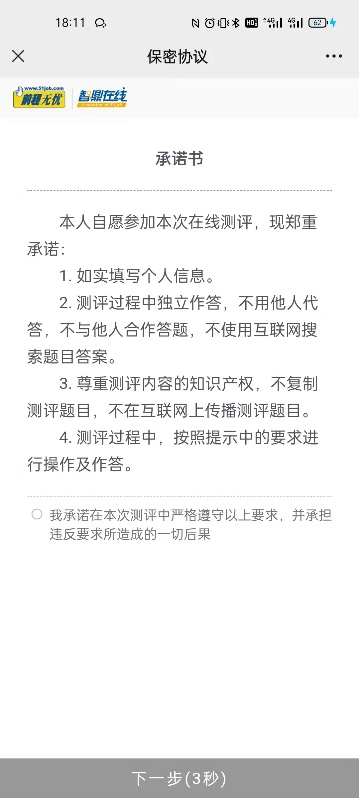 18:11
62
保密协议
www.51job.com
前程无忧
智鼎在线
承诺书
本人自愿参加本次在线测评，现郑重
承诺：
1. 如实填写个人信息。
2. 测评过程中独立作答，不用他人代
答，不与他人合作答题，不使用互联网搜
索题目答案。
3. 尊重测评内容的知识产权，不复制
测评题目，不在互联网上传播测评题目。
4. 测评过程中，按照提示中的要求进
行操作及作答。
我承诺在本次测评中严格遵守以上要求，并承担
违反要求所造成的一切后果
下一步(3秒)